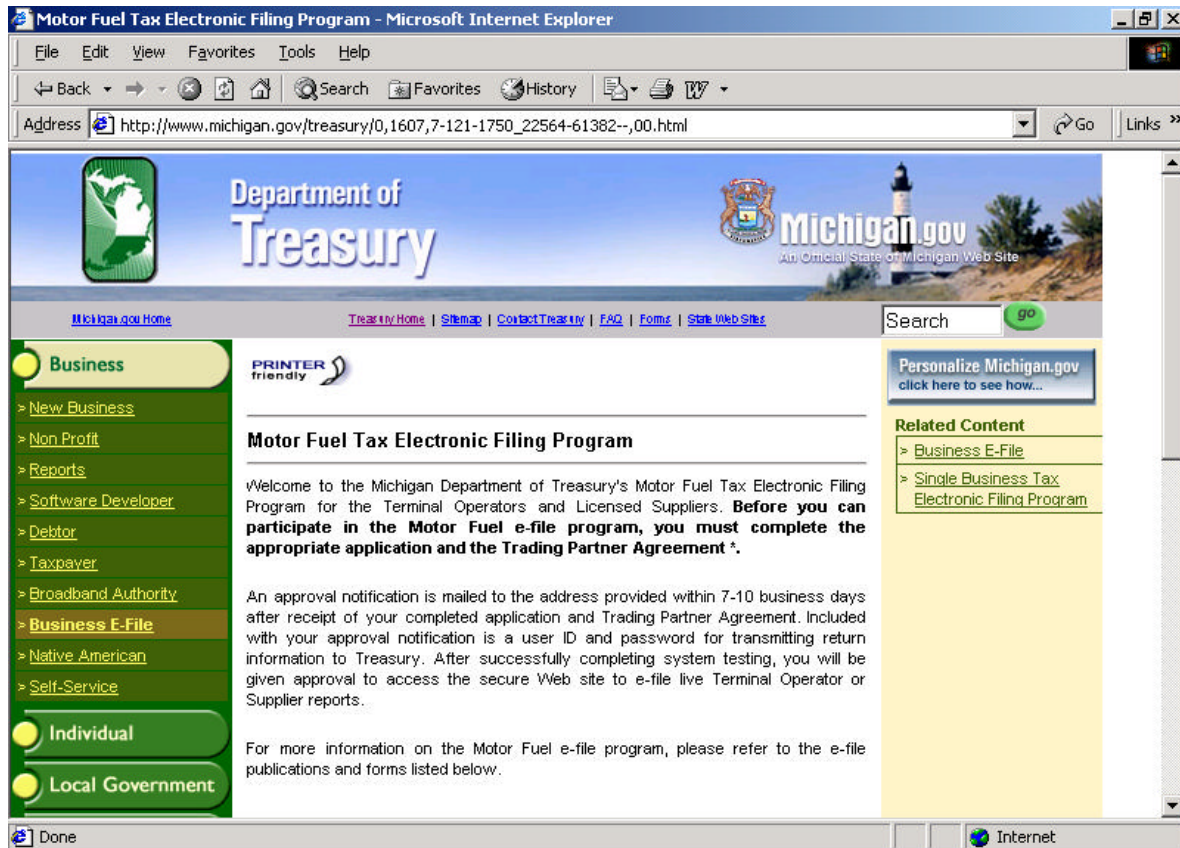 Motor Fuel Tax Electronic Filing Program - Microsoft Internet Explorer
File Edit View Favorites Tools Help
Back Search Favorites History
Address http://www.michigan.gov/treasury/0,1607,7-121-1750_22564-61382--,00.html Go Links »
Department of
Treasury
Michigan.gov
An Official State of Michigan Web Site
Michigan.gov Home Treasury Home | Sitemap | Contact Treasury | FAQ | Forms | State Web Sites Search go
Business
> New Business
> Non Profit
> Reports
> Software Developer
> Debtor
> Taxpayer
> Broadband Authority
> Business E-File
> Native American
> Self-Service
Individual
Local Government
PRINTER
friendly
Motor Fuel Tax Electronic Filing Program
Welcome to the Michigan Department of Treasury's Motor Fuel Tax Electronic Filing
Program for the Terminal Operators and Licensed Suppliers. Before you can
participate in the Motor Fuel e-file program, you must complete the
appropriate application and the Trading Partner Agreement *.
An approval notification is mailed to the address provided within 7-10 business days
after receipt of your completed application and Trading Partner Agreement. Included
with your approval notification is a user ID and password for transmitting return
information to Treasury. After successfully completing system testing, you will be
given approval to access the secure Web site to e-file live Terminal Operator or
Supplier reports.
For more information on the Motor Fuel e-file program, please refer to the e-file
publications and forms listed below.
Personalize Michigan.gov
click here to see how...
Related Content
> Business E-File
> Single Business Tax
Electronic Filing Program
Done Internet